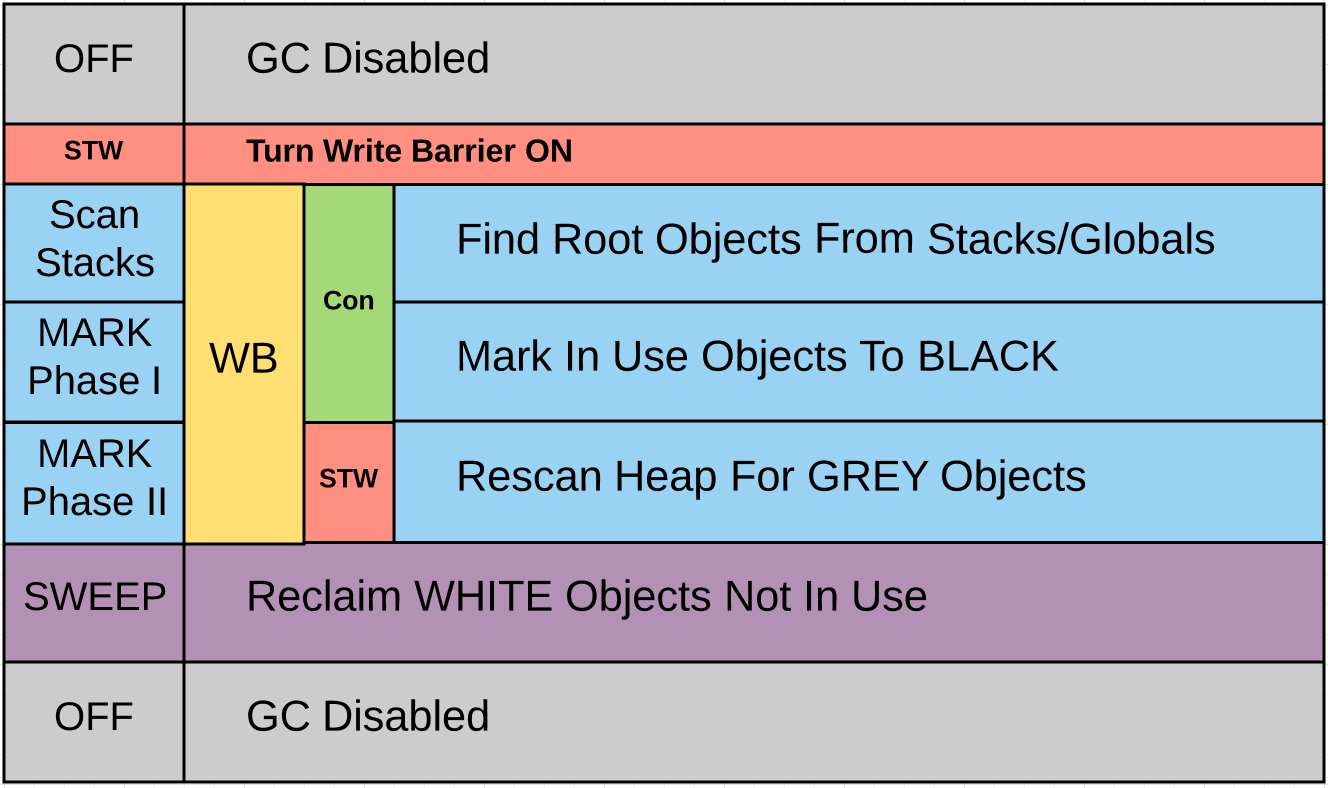 OFF
GC Disabled
STW
Turn Write Barrier ON
Scan
Stacks
Find Root Objects From Stacks/Globals
MARK
Phase I
WB
Con
Mark In Use Objects To BLACK
MARK
Phase II
STW
Rescan Heap For GREY Objects
SWEEP
Reclaim WHITE Objects Not In Use
OFF
GC Disabled